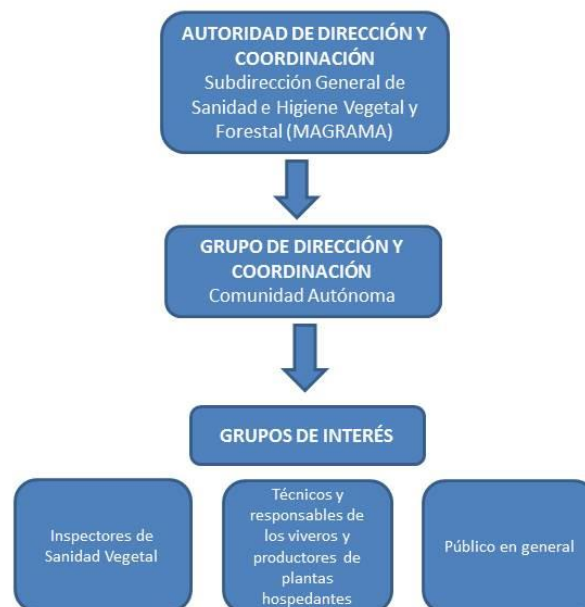 AUTORIDAD DE DIRECCIÓN Y
COORDINACIÓN
Subdirección General de
Sanidad e Higiene Vegetal y
Forestal (MAGRAMA)
GRUPO DE DIRECCIÓN Y
COORDINACIÓN
Comunidad Autónoma
GRUPOS DE INTERÉS
Inspectores de
Sanidad Vegetal
Técnicos y
responsables de
los viveros y
productores de
plantas
hospedantes
Público en general